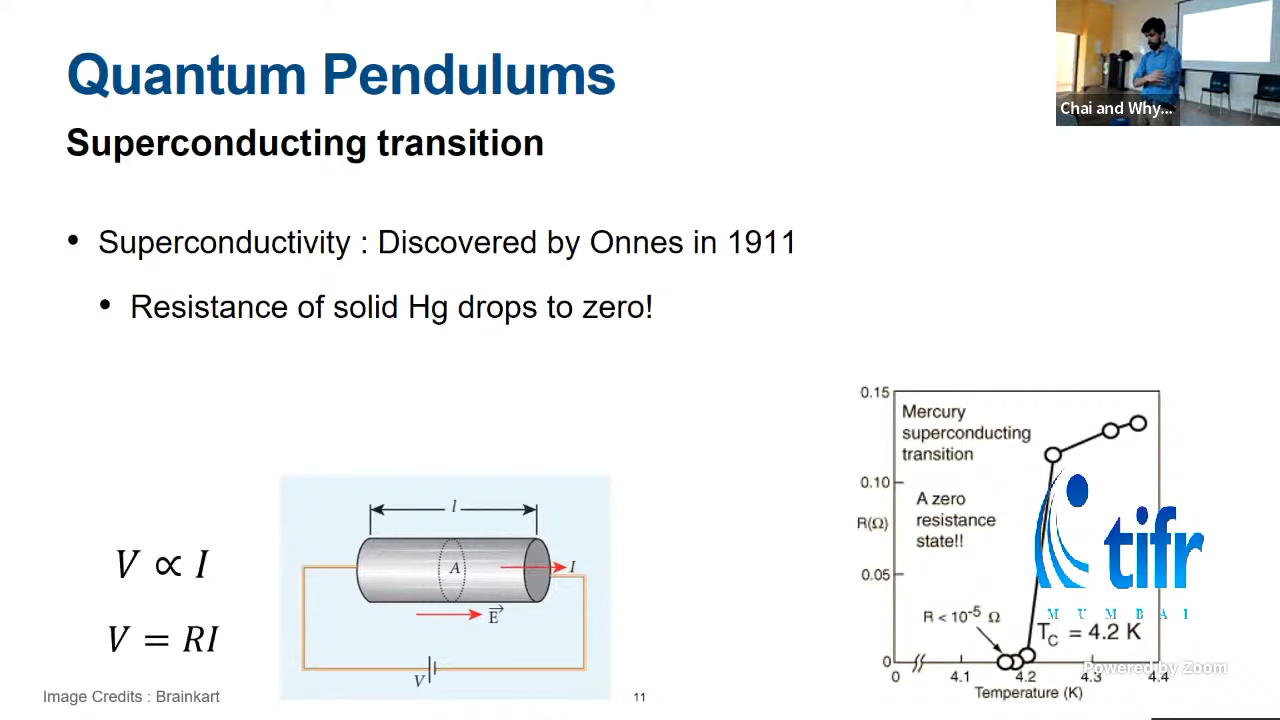 Quantum Pendulums
Chai and Why...
Superconducting transition
• Superconductivity : Discovered by Onnes in 1911
• Resistance of solid Hg drops to zero!
V ∝ I
V = RI
l
A
I
E
V
0.15
0.10
R(Ω)
0.05
0
Mercury
superconducting
transition
A zero
resistance
state!!
R < 10⁻⁵ Ω
T_C = 4.2 K
0
4.1
4.2
4.3
4.4
Temperature (K)
tifr
MUMBAI
Powered by Zoom
Image Credits : Brainkart
11